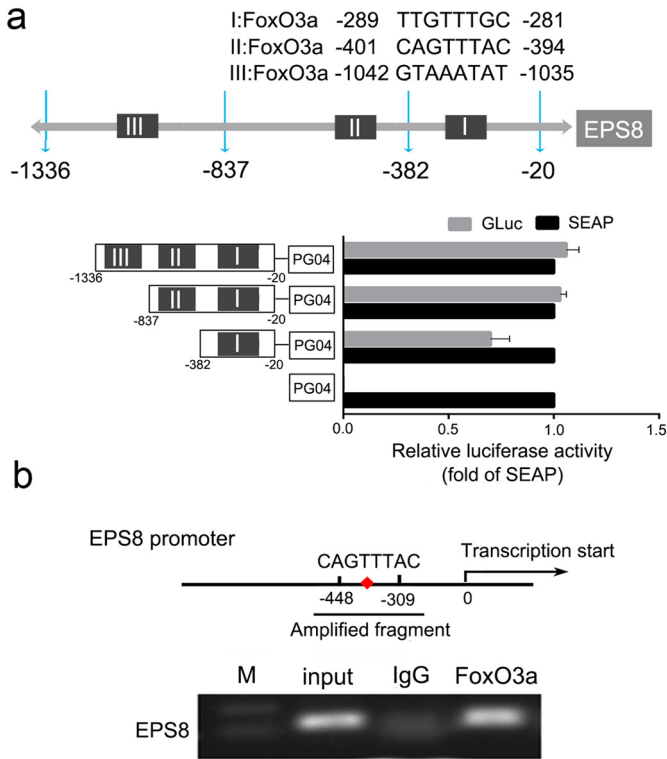 a
I:FoxO3a -289 TTGTTTGC -281
II:FoxO3a -401 CAGTTTAC -394
III:FoxO3a -1042 GTAAATAT -1035
III II I EPS8
-1336 -837 -382 -20
GLuc SEAP
III II I PG04
-1336 -20
II I PG04
-837 -20
I PG04
-382 -20
PG04
0.0 0.5 1.0 1.5
Relative luciferase activity
(fold of SEAP)
b
EPS8 promoter
Transcription start
CAGTTTAC
-448 -309 0
Amplified fragment
M input IgG FoxO3a
EPS8